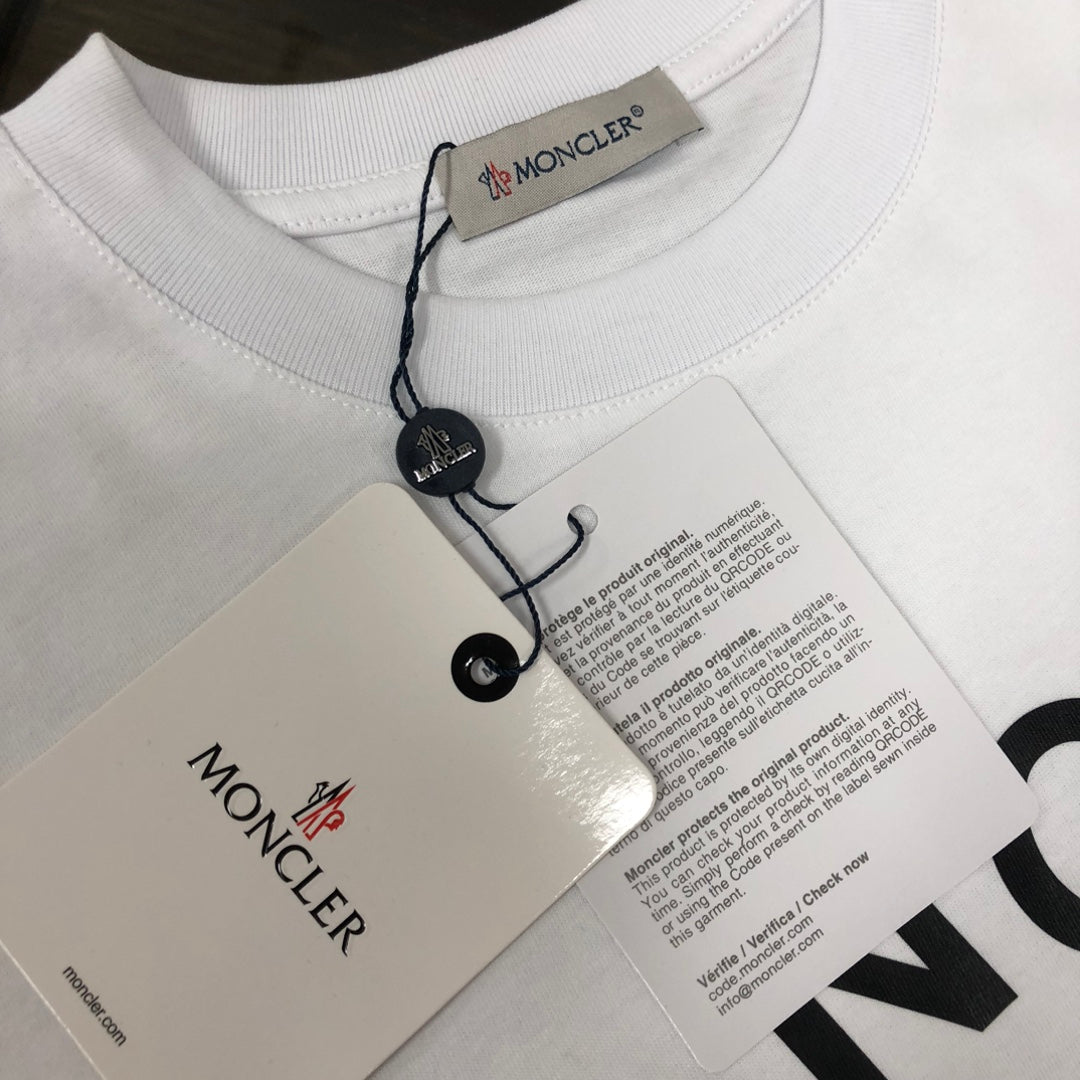 MONCLER
MONCLER
protège le produit original.
est protégé par une identité numérique.
vez vérifier à tout moment l'authenticité,
et la provenance du produit en effectuant
contrôle par la lecture du QRCODE ou
du Code se trouvant sur l'étiquette cou-
rieur de cette pièce.
tela il prodotto originale.
dotto è tutelato da un'identità digitale.
momento può verificare l'autenticità, la
provenienza del prodotto facendo un
ontrollo, leggendo il QRCODE o utiliz-
codice presente sull'etichetta cucita all'in-
terno di questo capo.
Moncler protects the original product.
This product is protected by its own digital identity.
You can check your product information at any
time. Simply perform a check by reading QRCODE
or using the Code present on the label sewn inside
this garment.
Vérifie / Verifica / Check now
code.moncler.com
info@moncler.com
MONCLER
moncler.com
NC